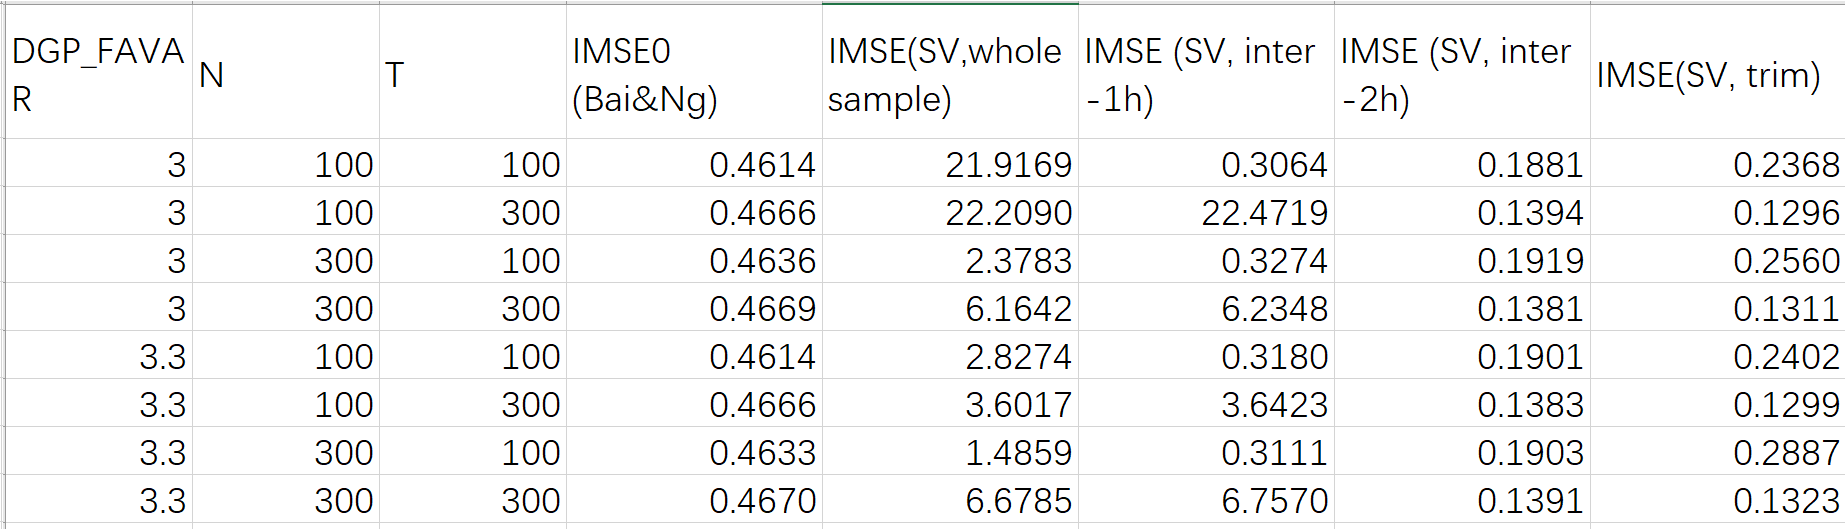 DGP_FAVA
R
N
T
IMSE0
(Bai&Ng)
IMSE(SV,whole
sample)
IMSE (SV, inter
-1h)
IMSE (SV, inter
-2h)
IMSE(SV, trim)
3 100 100 0.4614 21.9169 0.3064 0.1881 0.2368
3 100 300 0.4666 22.2090 22.4719 0.1394 0.1296
3 300 100 0.4636 2.3783 0.3274 0.1919 0.2560
3 300 300 0.4669 6.1642 6.2348 0.1381 0.1311
3.3 100 100 0.4614 2.8274 0.3180 0.1901 0.2402
3.3 100 300 0.4666 3.6017 3.6423 0.1383 0.1299
3.3 300 100 0.4633 1.4859 0.3111 0.1903 0.2887
3.3 300 300 0.4670 6.6785 6.7570 0.1391 0.1323